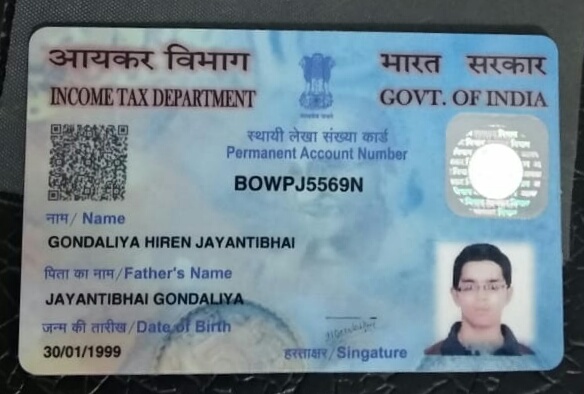 आयकर विभाग
INCOME TAX DEPARTMENT
भारत सरकार
GOVT. OF INDIA
स्थायी लेखा संख्या कार्ड
Permanent Account Number
BOWPJ5569N
नाम/ Name
GONDALIYA HIREN JAYANTIBHAI
पिता का नाम/Father's Name
JAYANTIBHAI GONDALIYA
जन्म की तारीख/Date of Birth
30/01/1999
हस्ताक्षर/Singature